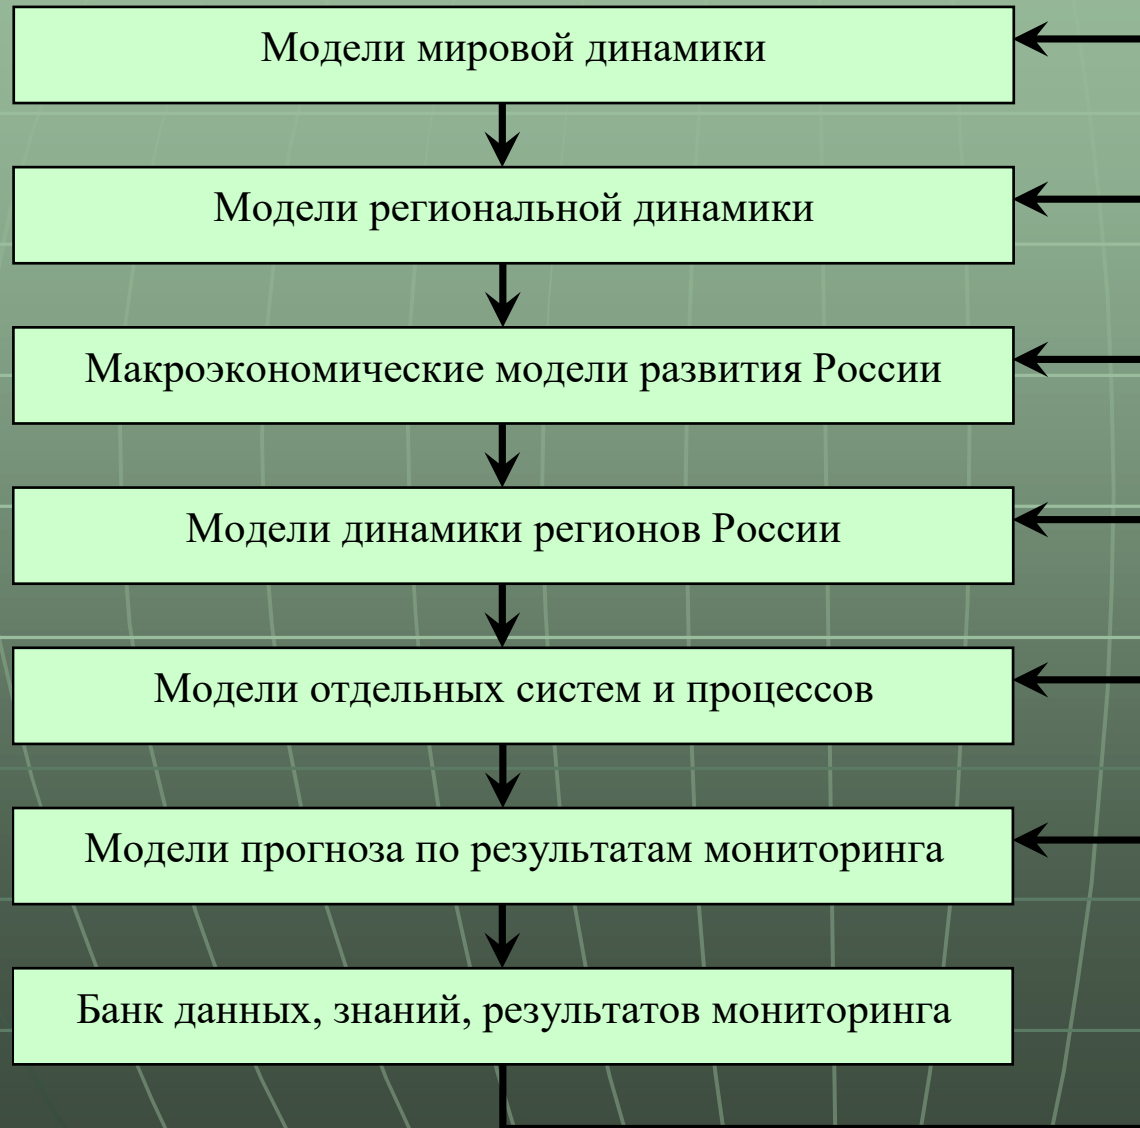 Модели мировой динамики
Модели региональной динамики
Макроэкономические модели развития России
Модели динамики регионов России
Модели отдельных систем и процессов
Модели прогноза по результатам мониторинга
Банк данных, знаний, результатов мониторинга